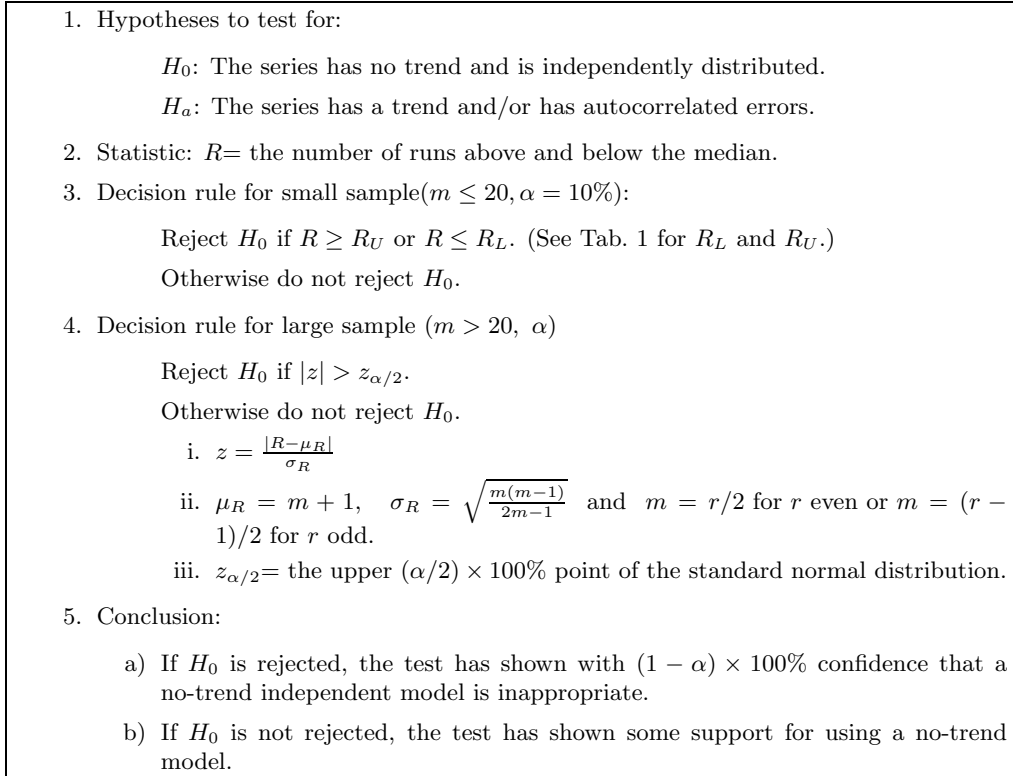 1. Hypotheses to test for:
H₀: The series has no trend and is independently distributed.
Hₐ: The series has a trend and/or has autocorrelated errors.
2. Statistic: R= the number of runs above and below the median.
3. Decision rule for small sample(m ≤ 20, α = 10%):
Reject H₀ if R ≥ R_U or R ≤ R_L. (See Tab. 1 for R_L and R_U.)
Otherwise do not reject H₀.
4. Decision rule for large sample (m > 20, α)
Reject H₀ if |z| > z_{α/2}.
Otherwise do not reject H₀.
i. z = \frac{|R−μ_R|}{σ_R}
ii. μ_R = m + 1, σ_R = \sqrt{\frac{m(m−1)}{2m−1}} and m = r/2 for r even or m = (r −
1)/2 for r odd.
iii. z_{α/2}= the upper (α/2) × 100% point of the standard normal distribution.
5. Conclusion:
a) If H₀ is rejected, the test has shown with (1 − α) × 100% confidence that a
no-trend independent model is inappropriate.
b) If H₀ is not rejected, the test has shown some support for using a no-trend
model.